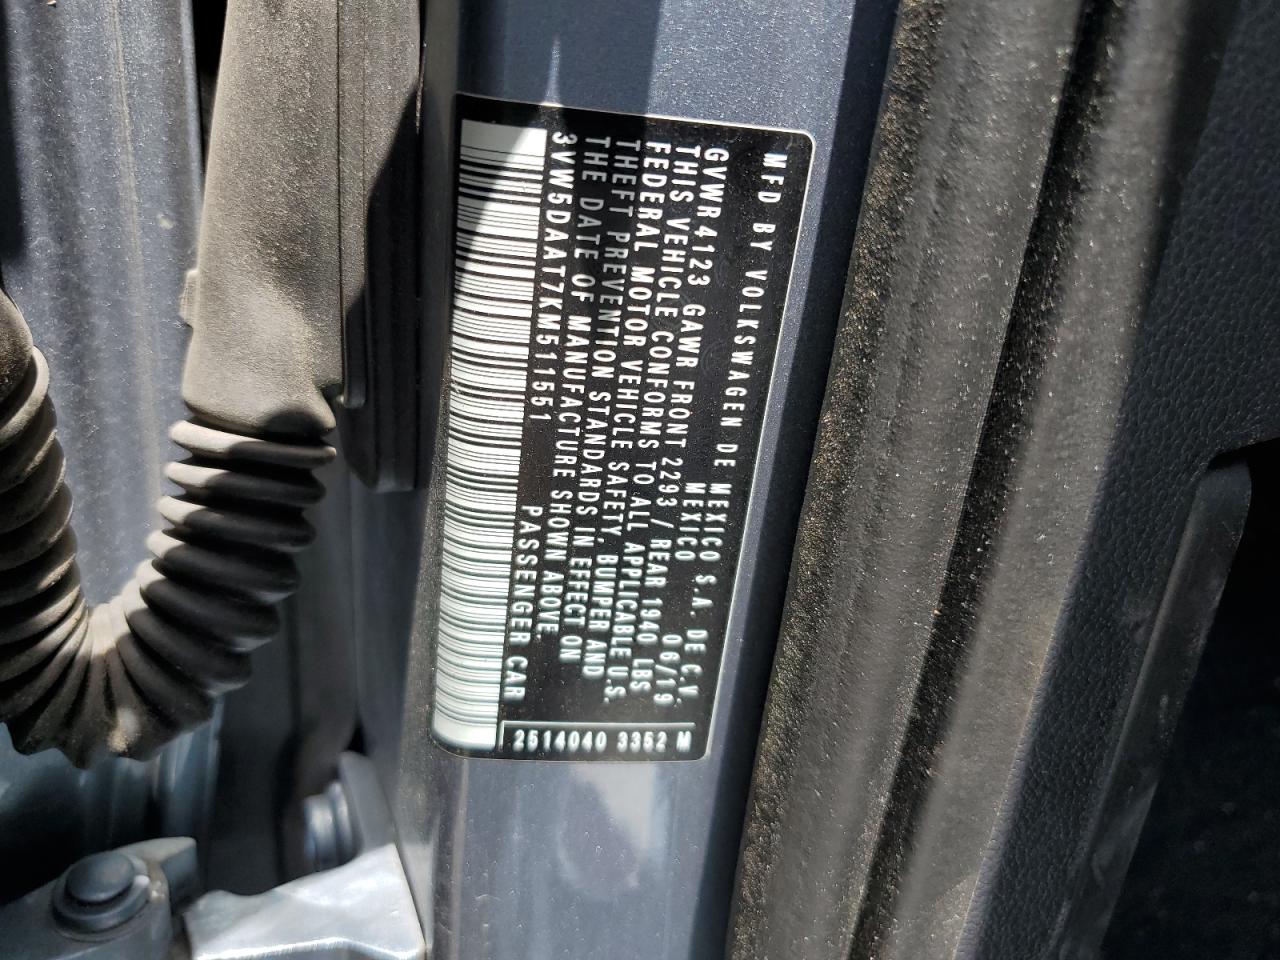 MFD BY VOLKSWAGEN DE MEXICO S.A. DE C.V.
MEXICO 06/19
GVWR4123 GAWR FRONT 2293 / REAR 1940 LBS
THIS VEHICLE CONFORMS TO ALL APPLICABLE U.S.
FEDERAL MOTOR VEHICLE SAFETY, BUMPER AND
THEFT PREVENTION STANDARDS IN EFFECT ON
THE DATE OF MANUFACTURE SHOWN ABOVE.
3VW5DAAT7KM511551 PASSENGER CAR
2514040 3352 M